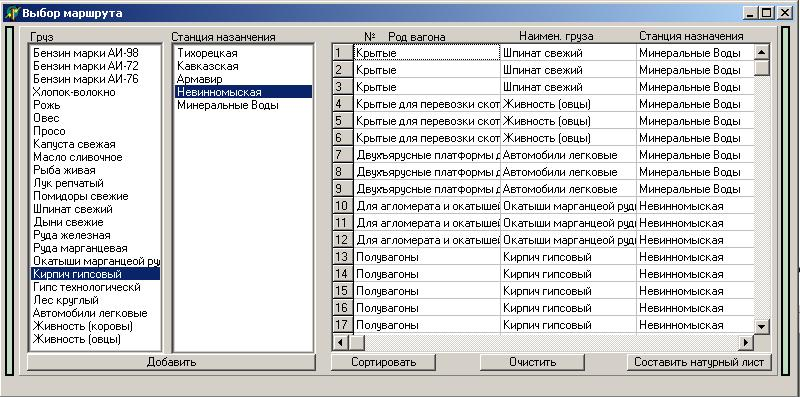 Выбор маршрута
Груз
Бензин марки АИ-98
Бензин марки АИ-72
Бензин марки АИ-76
Хлопок-волокно
Рожь
Овес
Просо
Капуста свежая
Масло сливочное
Рыба живая
Лук репчатый
Помидоры свежие
Шпинат свежий
Дыни свежие
Руда железная
Руда марганцевая
Окатыши марганцеой руд
Кирпич гипсовый
Гипс технологическй
Лес круглый
Автомобили легковые
Живность (коровы)
Живность (овцы)
Станция назанчения
Тихорецкая
Кавказская
Армавир
Невинномыская
Минеральные Воды
Добавить
№ Род вагона Наимен. груза Станция назначения
1 Крытые Шпинат свежий Минеральные Воды
2 Крытые Шпинат свежий Минеральные Воды
3 Крытые Шпинат свежий Минеральные Воды
4 Крытые для перевозки скот Живность (овцы) Минеральные Воды
5 Крытые для перевозки скот Живность (овцы) Минеральные Воды
6 Крытые для перевозки скот Живность (овцы) Минеральные Воды
7 Двухъярусные платформы д Автомобили легковые Минеральные Воды
8 Двухъярусные платформы д Автомобили легковые Минеральные Воды
9 Двухъярусные платформы д Автомобили легковые Минеральные Воды
10 Для агломерата и окатышей Окатыши марганцеой руды Невинномыская
11 Для агломерата и окатышей Окатыши марганцеой руды Невинномыская
12 Для агломерата и окатышей Окатыши марганцеой руды Невинномыская
13 Полувагоны Кирпич гипсовый Невинномыская
14 Полувагоны Кирпич гипсовый Невинномыская
15 Полувагоны Кирпич гипсовый Невинномыская
16 Полувагоны Кирпич гипсовый Невинномыская
17 Полувагоны Кирпич гипсовый Невинномыская
Сортировать Очистить Составить натурный лист